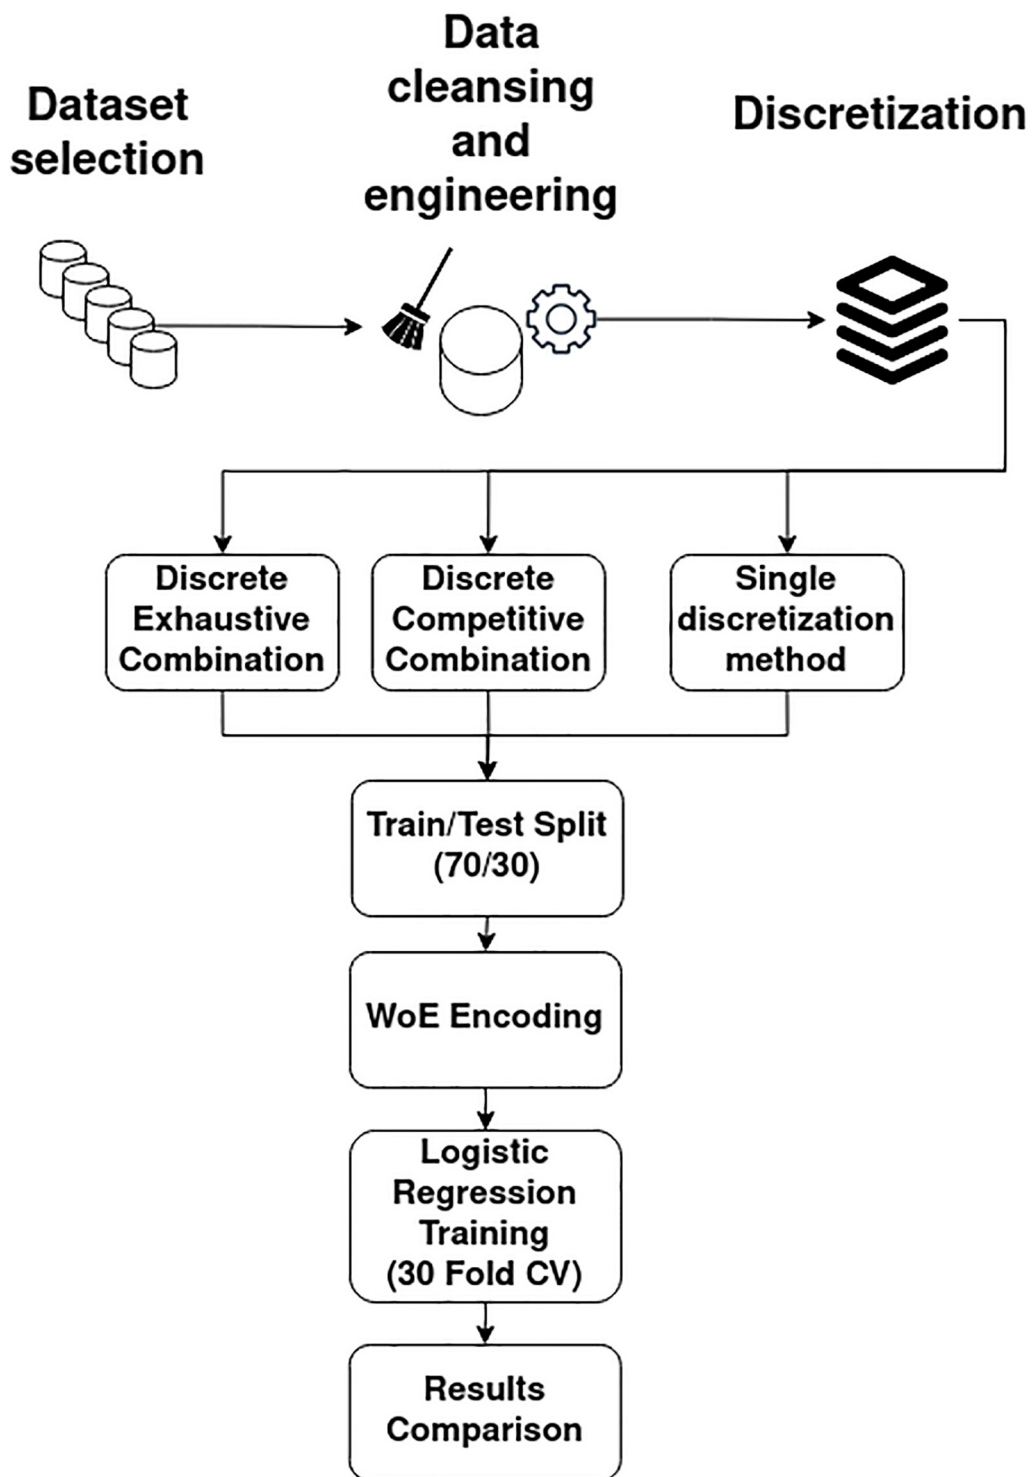 Dataset
selection
Data
cleansing
and
engineering
Discretization
Discrete
Exhaustive
Combination
Discrete
Competitive
Combination
Single
discretization
method
Train/Test Split
(70/30)
WoE Encoding
Logistic
Regression
Training
(30 Fold CV)
Results
Comparison